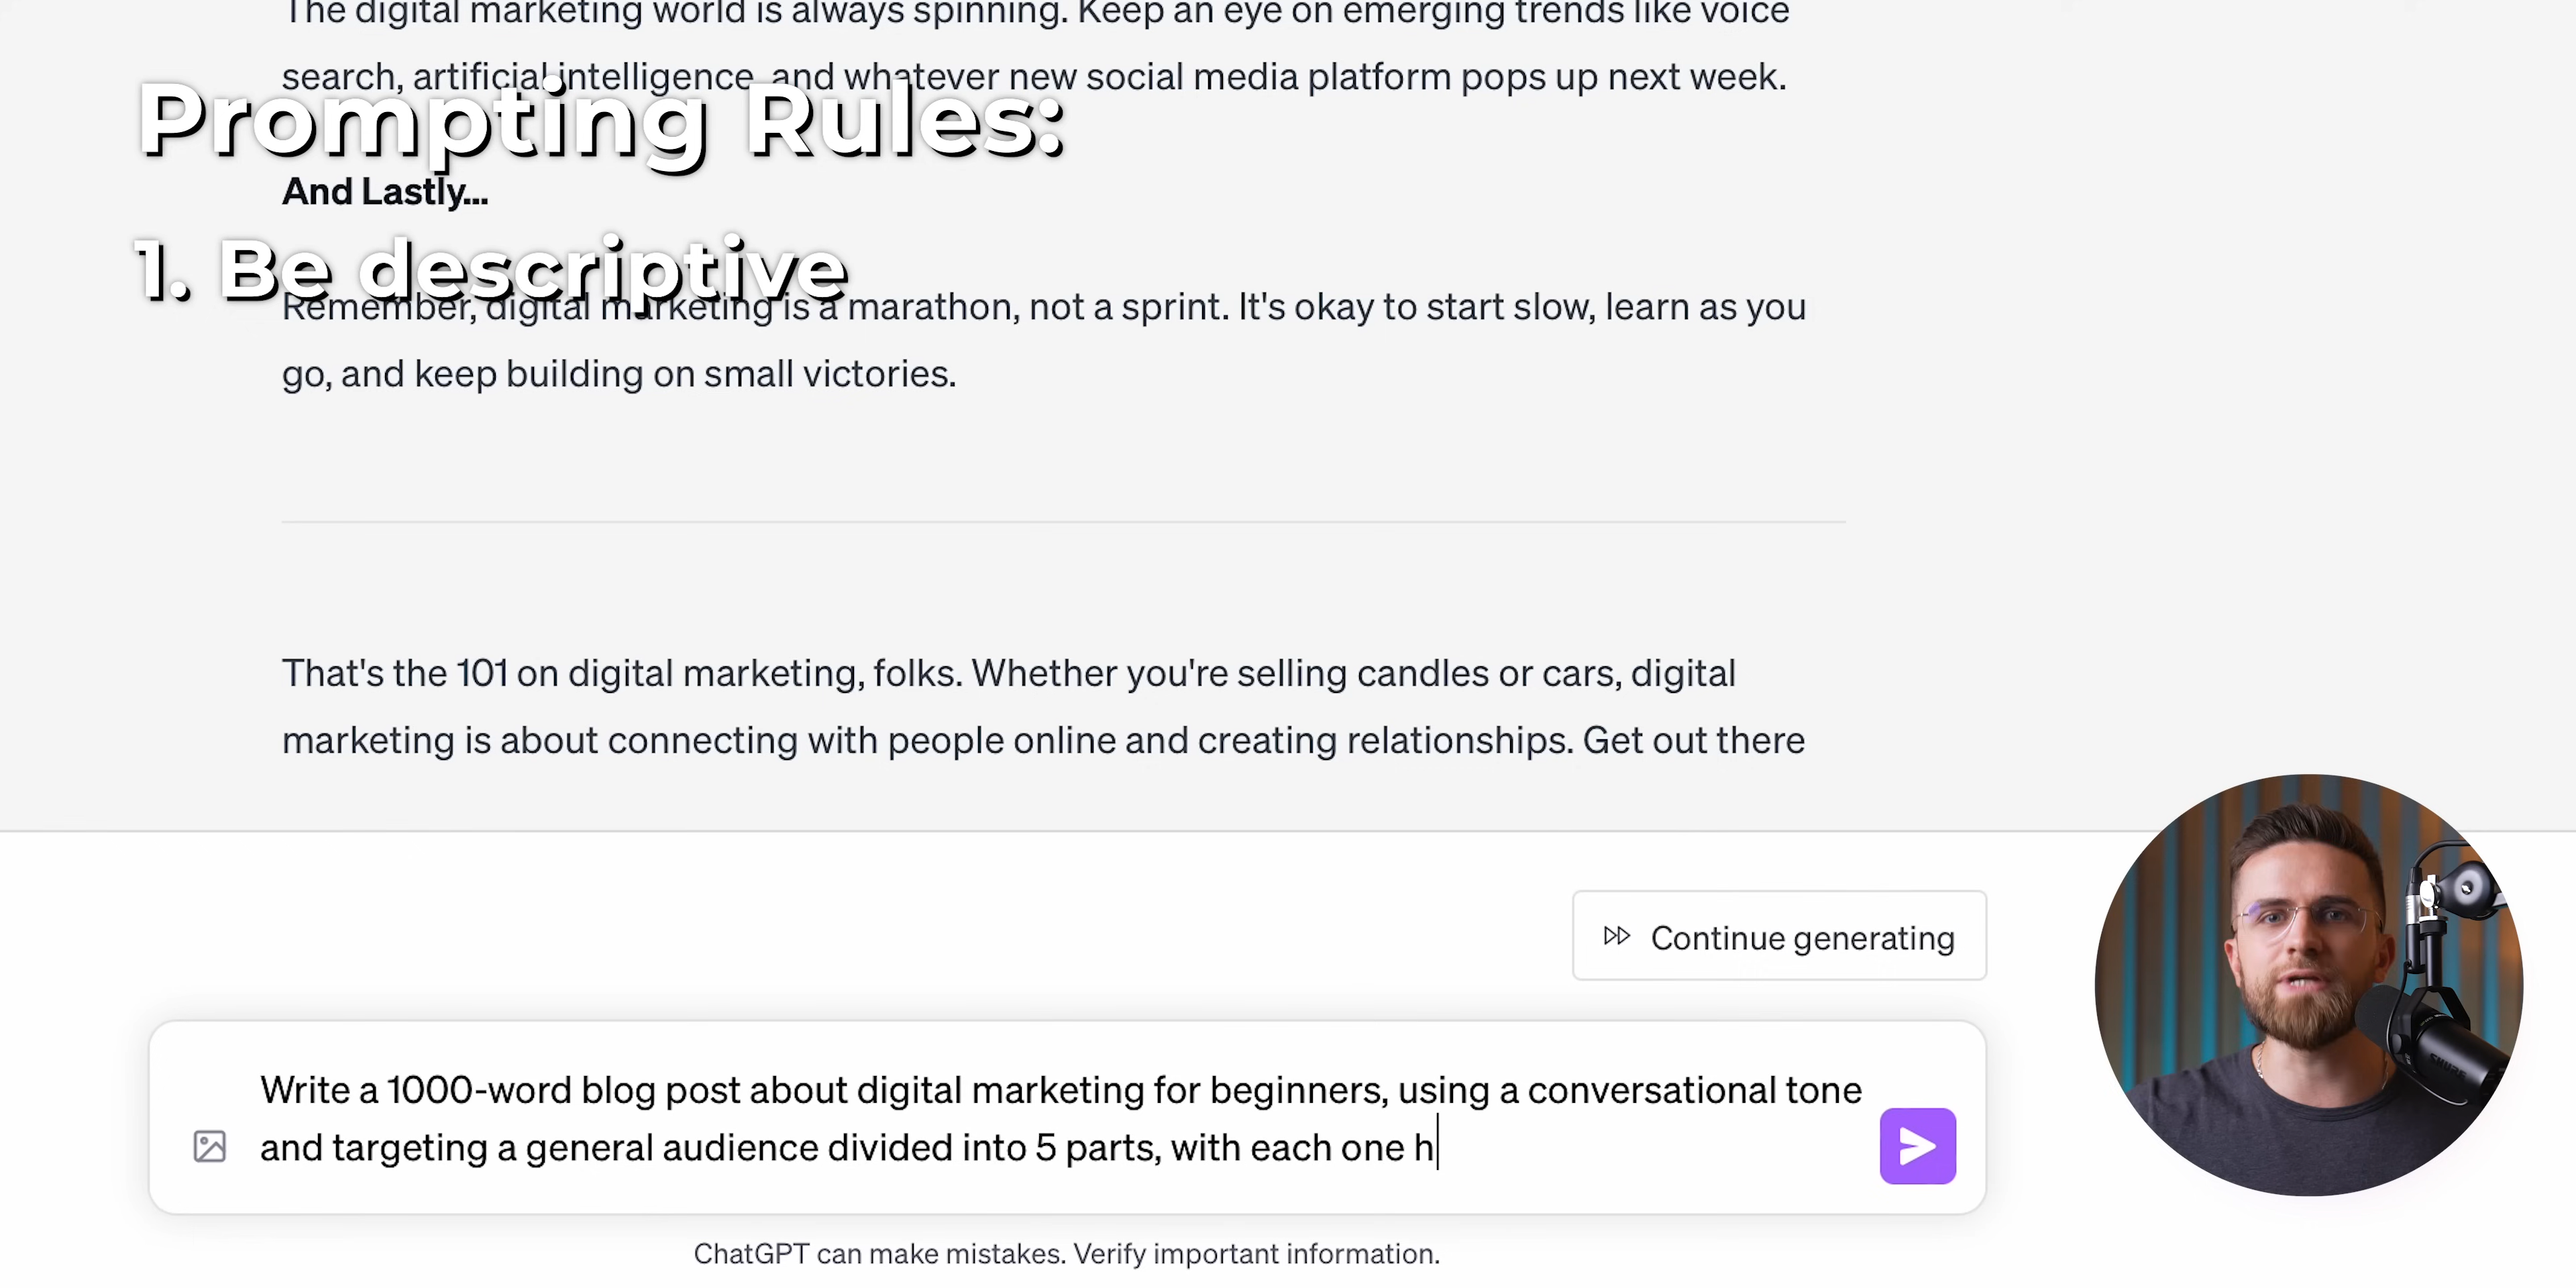 The digital marketing world is always spinning. Keep an eye on emerging trends like voice
search, artificial intelligence, and whatever new social media platform pops up next week.
Prompting Rules:
And Lastly...
1. Be descriptive
Remember, digital marketing is a marathon, not a sprint. It's okay to start slow, learn as you
go, and keep building on small victories.
That's the 101 on digital marketing, folks. Whether you're selling candles or cars, digital
marketing is about connecting with people online and creating relationships. Get out there
Continue generating
Write a 1000-word blog post about digital marketing for beginners, using a conversational tone
and targeting a general audience divided into 5 parts, with each one h
SHURE
ChatGPT can make mistakes. Verify important information.